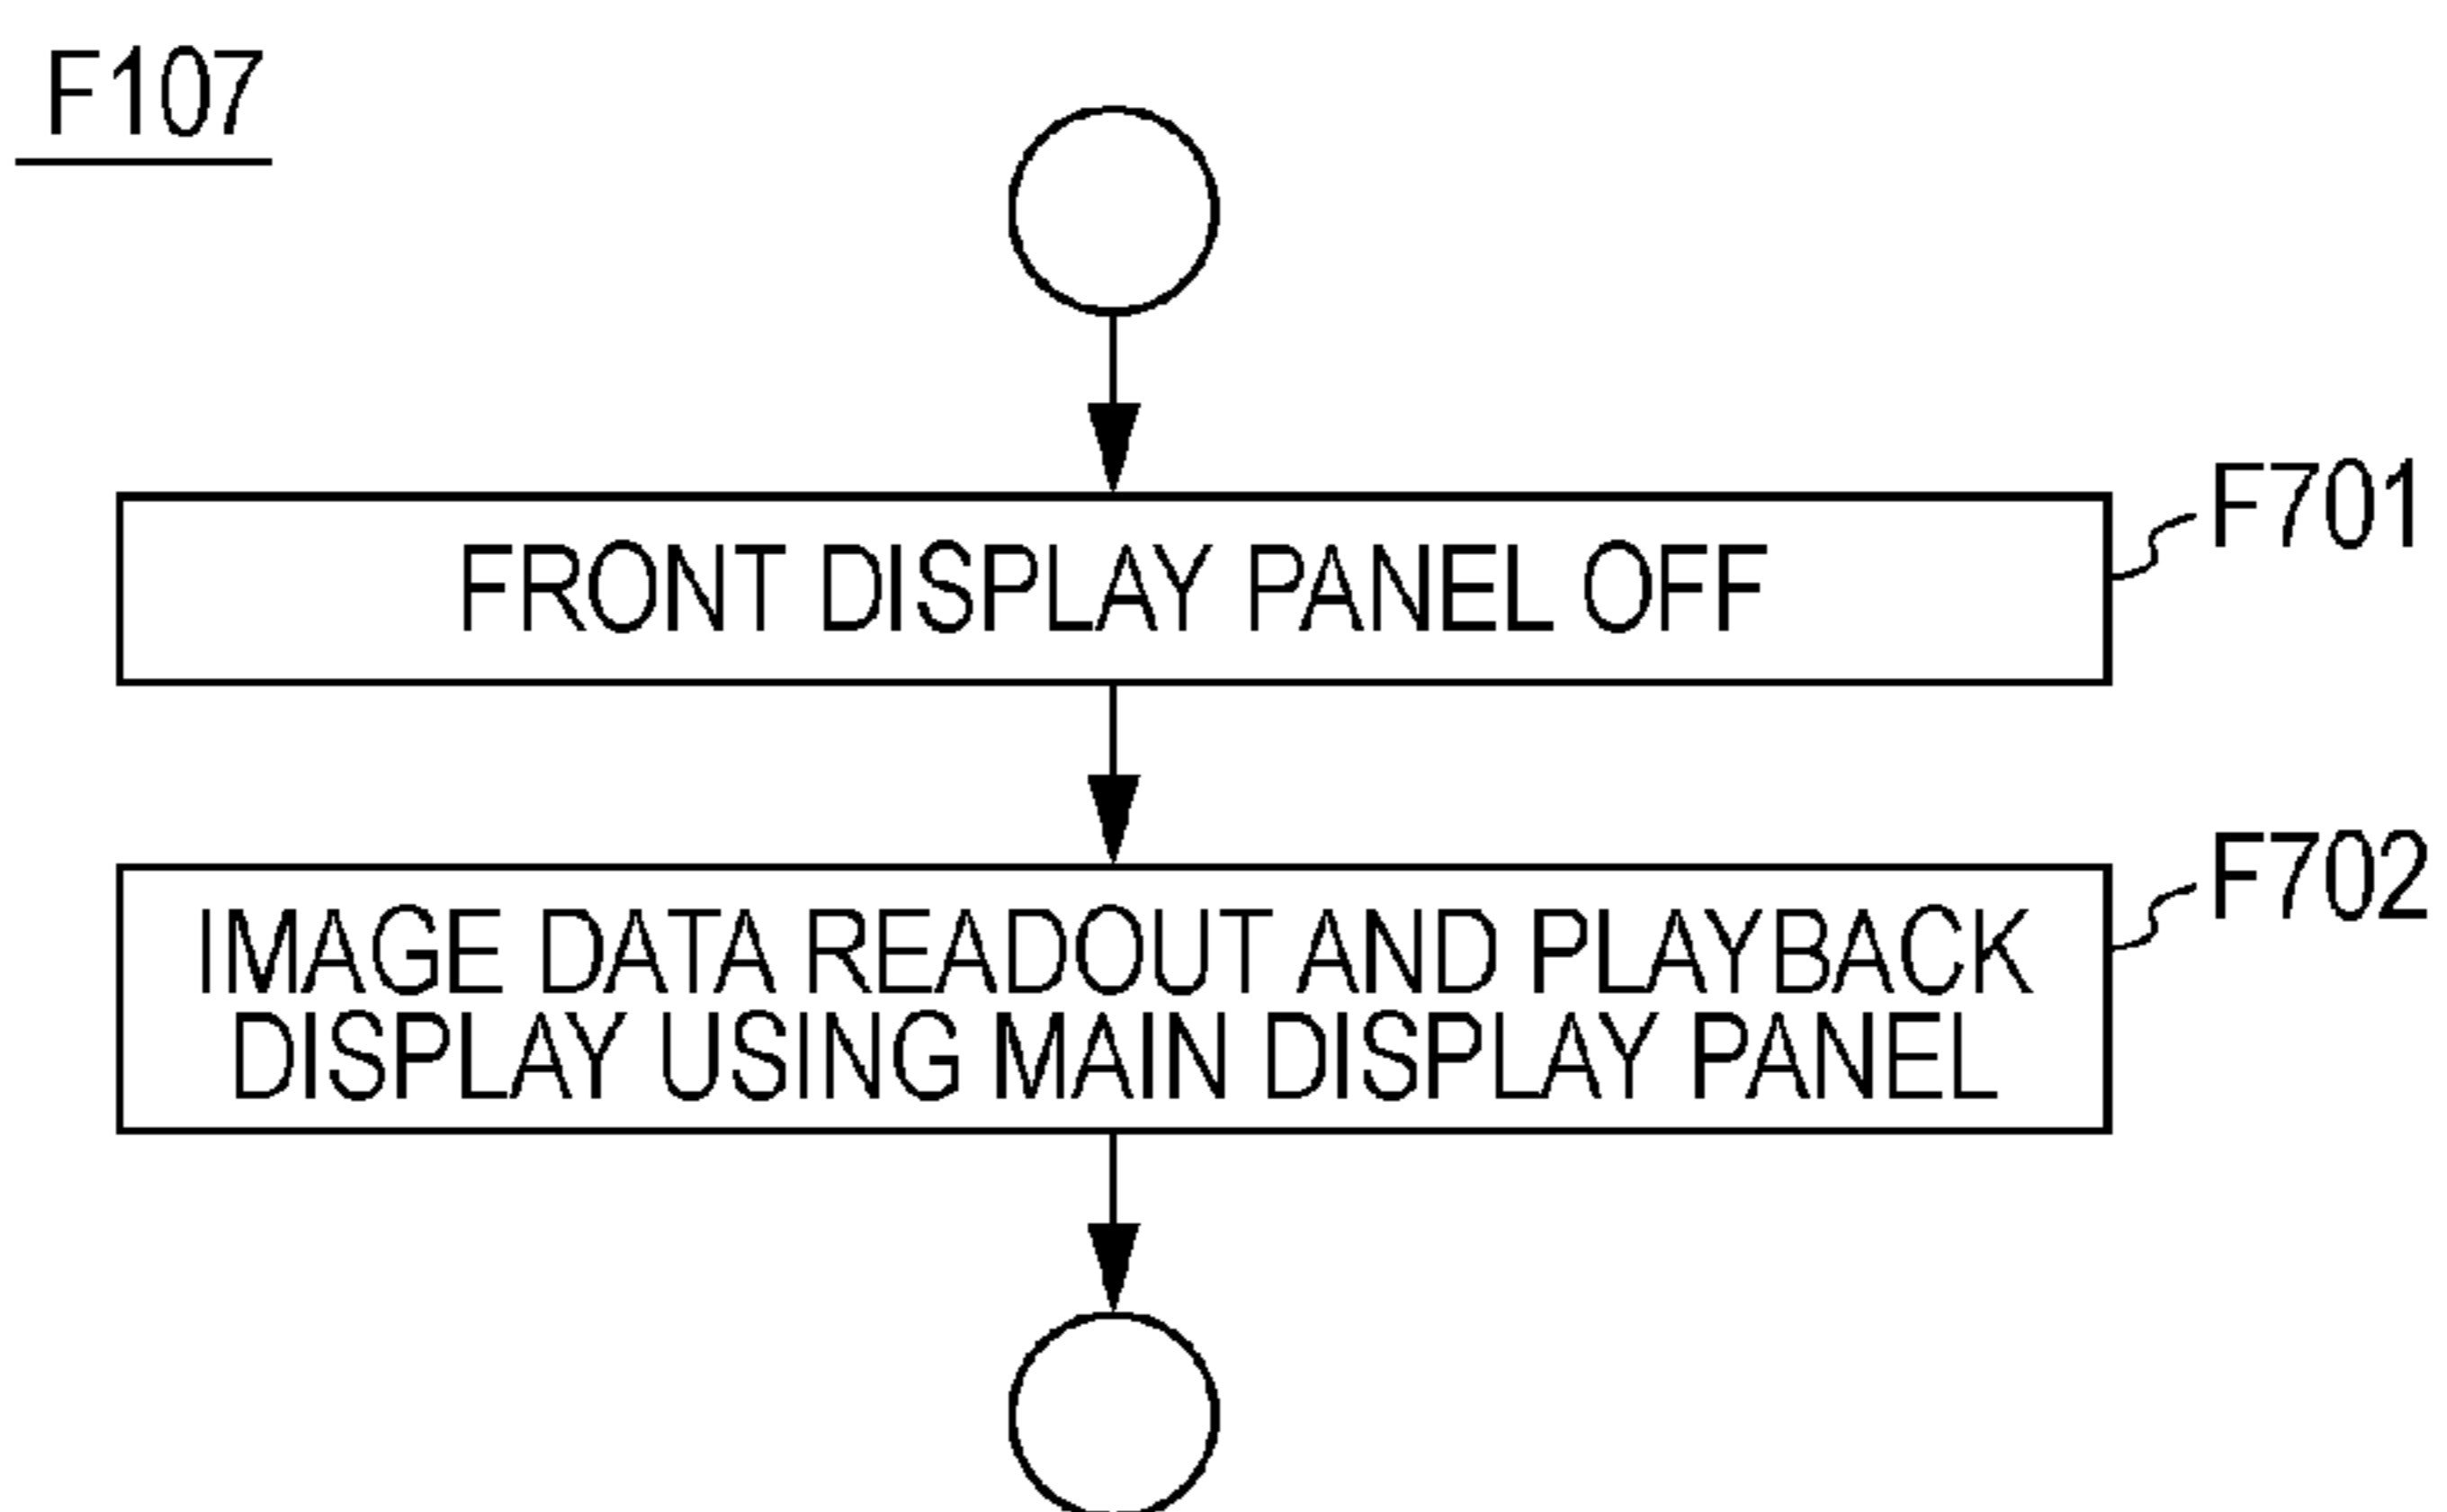 F107
FRONT DISPLAY PANEL OFF
F701
IMAGE DATA READOUT AND PLAYBACK
DISPLAY USING MAIN DISPLAY PANEL
F702